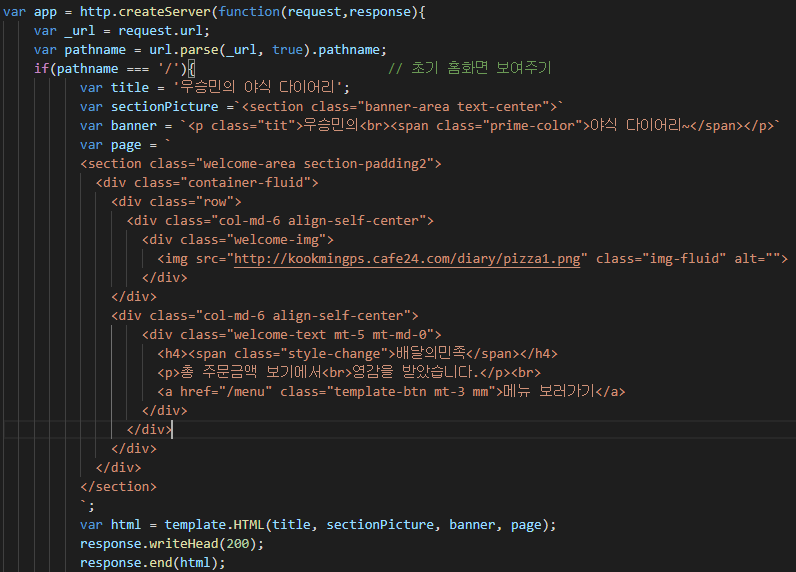 var app = http.createServer(function(request,response){
var _url = request.url;
var pathname = url.parse(_url, true).pathname;
if(pathname === '/'){ // 초기 홈화면 보여주기
var title = '우승민의 야식 다이어리';
var sectionPicture =`<section class="banner-area text-center">`
var banner = `<p class="tit">우승민의<br><span class="prime-color">야식 다이어리~</span></p>`
var page = `
<section class="welcome-area section-padding2">
<div class="container-fluid">
<div class="row">
<div class="col-md-6 align-self-center">
<div class="welcome-img">
<img src="http://kookmingps.cafe24.com/diary/pizza1.png" class="img-fluid" alt="">
</div>
</div>
<div class="col-md-6 align-self-center">
<div class="welcome-text mt-5 mt-md-0">
<h4><span class="style-change">배달의민족</span></h4>
<p>총 주문금액 보기에서<br>영감을 받았습니다.</p><br>
<a href="/menu" class="template-btn mt-3 mm">메뉴 보러가기</a>
</div>
</div>
</div>
</div>
</section>
`;
var html = template.HTML(title, sectionPicture, banner, page);
response.writeHead(200);
response.end(html);